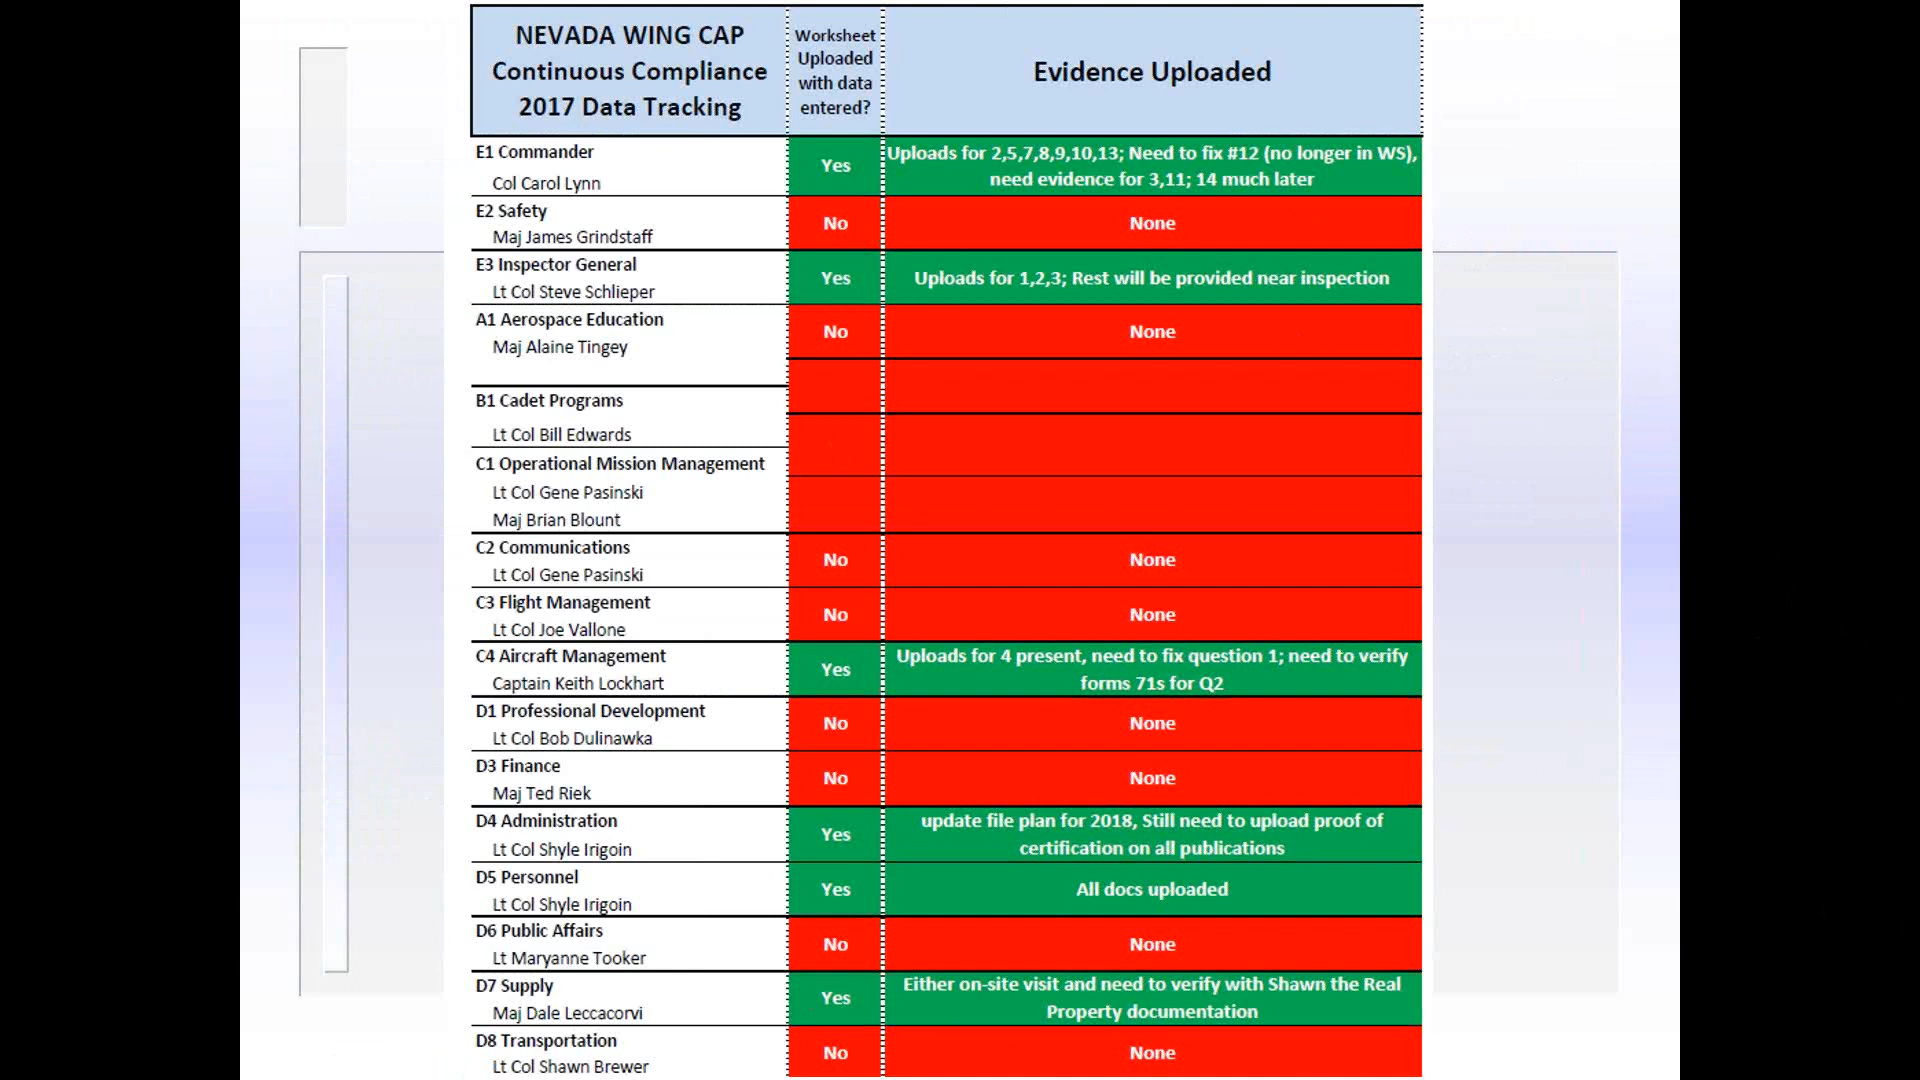 NEVADA WING CAP
Continuous Compliance
2017 Data Tracking
Worksheet
Uploaded
with data
entered?
Evidence Uploaded
E1 Commander
Col Carol Lynn
Yes
Uploads for 2,5,7,8,9,10,13; Need to fix #12 (no longer in WS),
need evidence for 3,11; 14 much later
E2 Safety
Maj James Grindstaff
No
None
E3 Inspector General
Lt Col Steve Schlieper
Yes
Uploads for 1,2,3; Rest will be provided near inspection
A1 Aerospace Education
Maj Alaine Tingey
No
None
B1 Cadet Programs
Lt Col Bill Edwards
C1 Operational Mission Management
Lt Col Gene Pasinski
Maj Brian Blount
C2 Communications
Lt Col Gene Pasinski
No
None
C3 Flight Management
Lt Col Joe Vallone
No
None
C4 Aircraft Management
Captain Keith Lockhart
Yes
Uploads for 4 present, need to fix question 1; need to verify
forms 71s for Q2
D1 Professional Development
Lt Col Bob Dulinawka
No
None
D3 Finance
Maj Ted Riek
No
None
D4 Administration
Lt Col Shyle Irigoin
Yes
update file plan for 2018, Still need to upload proof of
certification on all publications
D5 Personnel
Lt Col Shyle Irigoin
Yes
All docs uploaded
D6 Public Affairs
Lt Maryanne Tooker
No
None
D7 Supply
Maj Dale Leccacorvi
Yes
Either on-site visit and need to verify with Shawn the Real
Property documentation
D8 Transportation
Lt Col Shawn Brewer
No
None